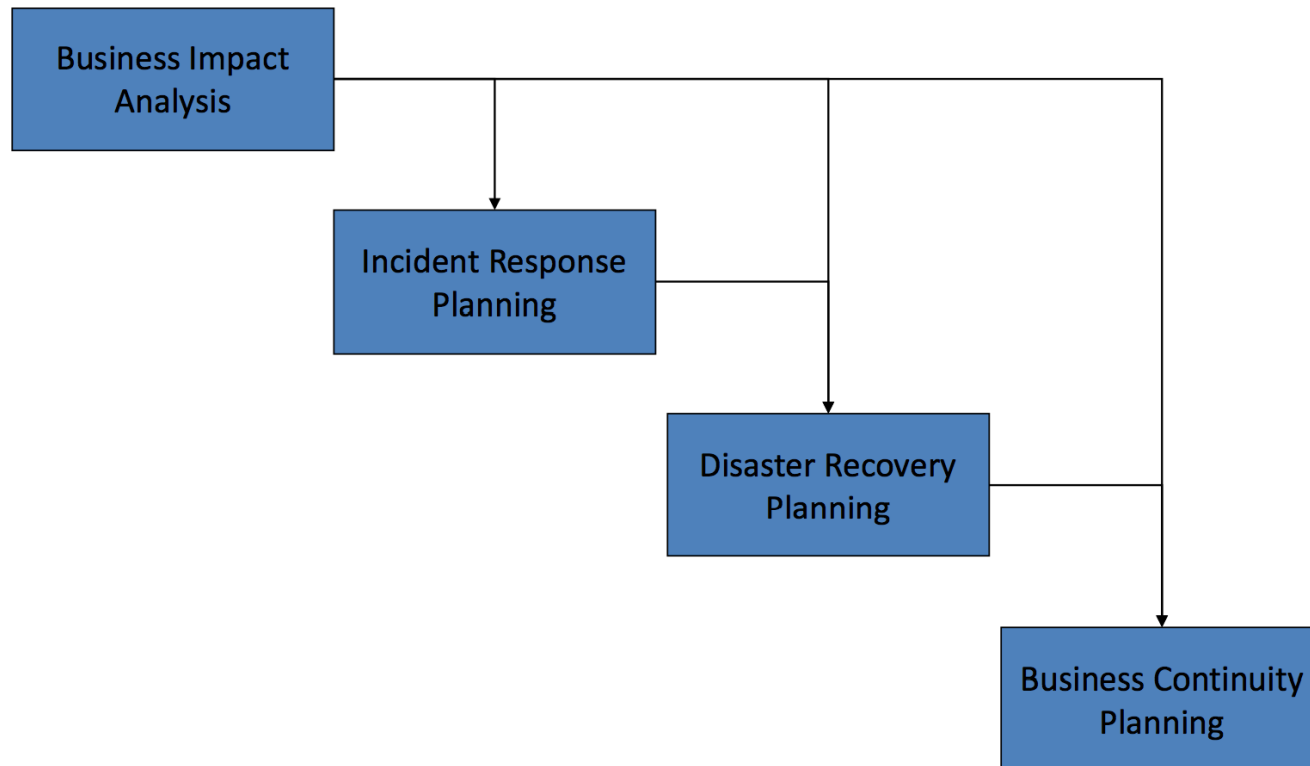 Business Impact
Analysis
Incident Response
Planning
Disaster Recovery
Planning
Business Continuity
Planning